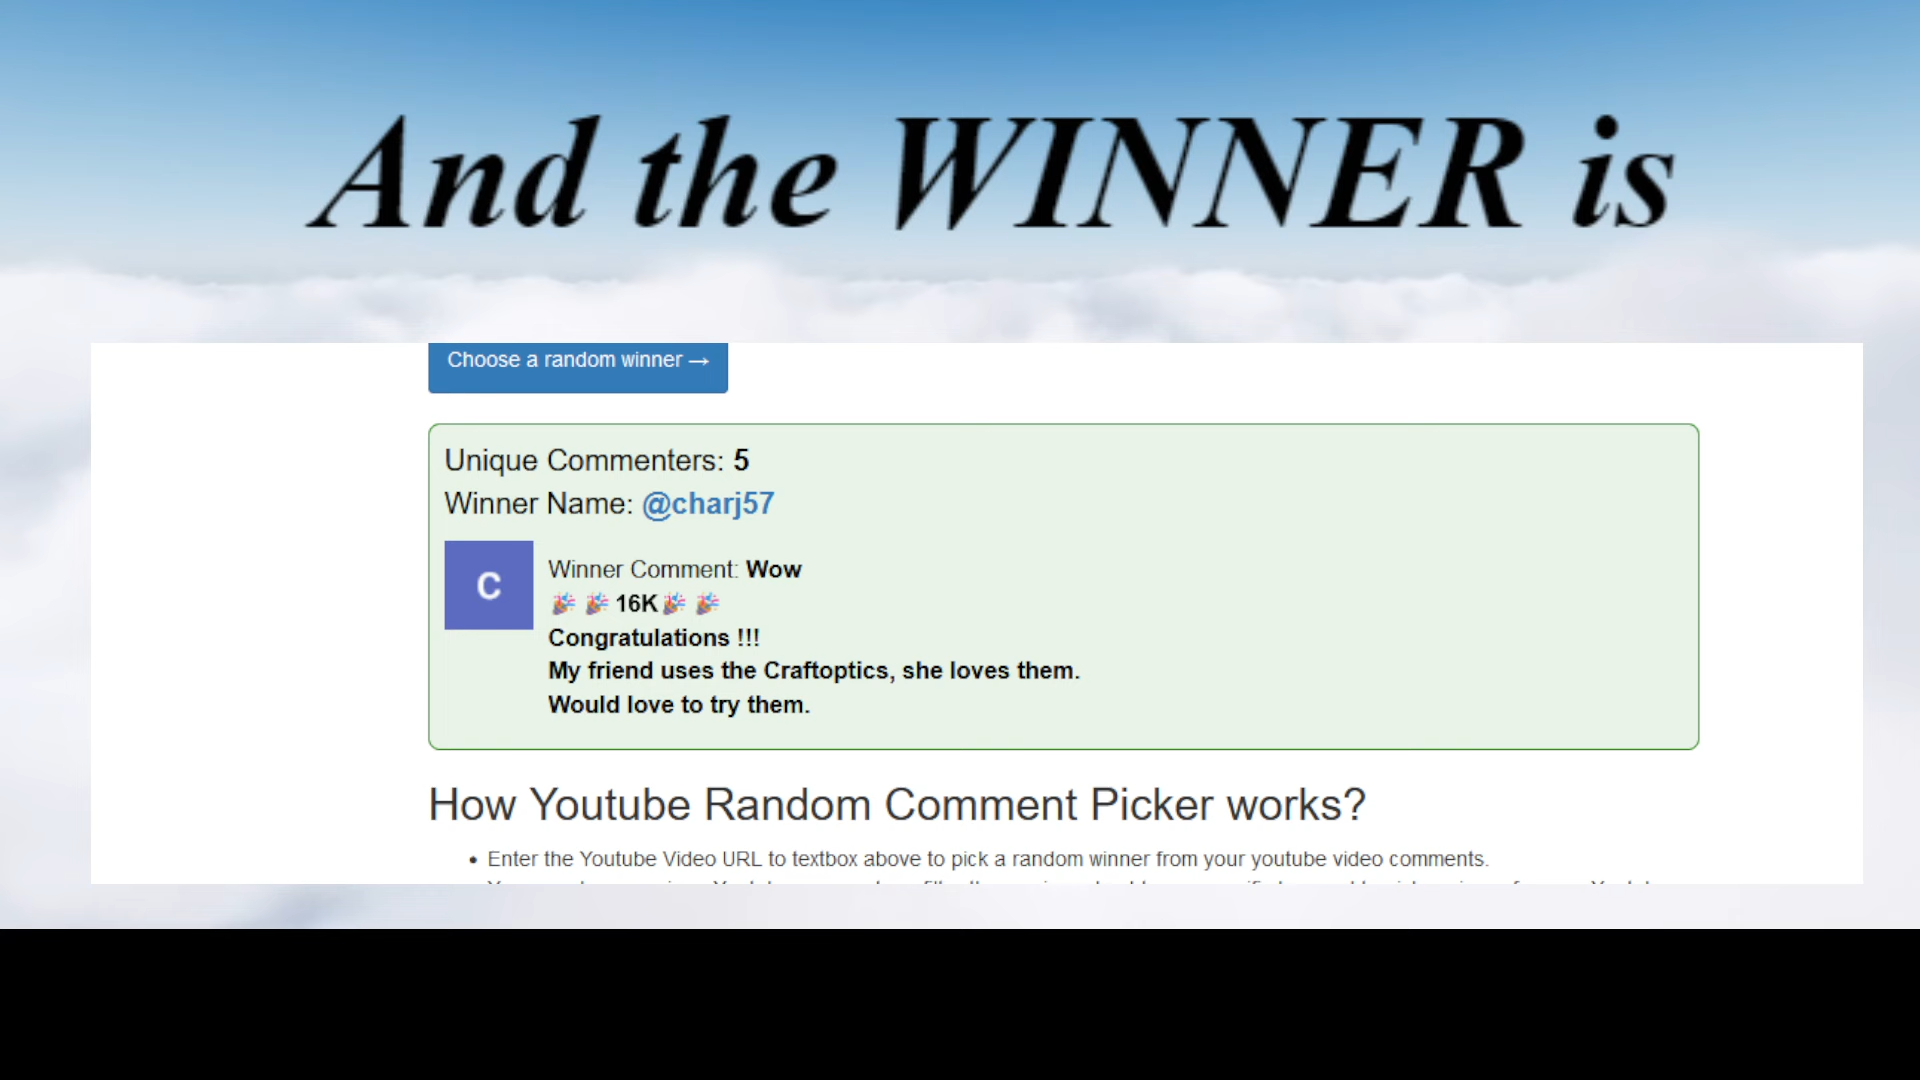 And the WINNER is
Choose a random winner →
Unique Commenters: 5
Winner Name: @charj57
C
Winner Comment: Wow
🎉 🎉 16K🎉 🎉
Congratulations !!!
My friend uses the Craftoptics, she loves them.
Would love to try them.
How Youtube Random Comment Picker works?
• Enter the Youtube Video URL to textbox above to pick a random winner from your youtube video comments.